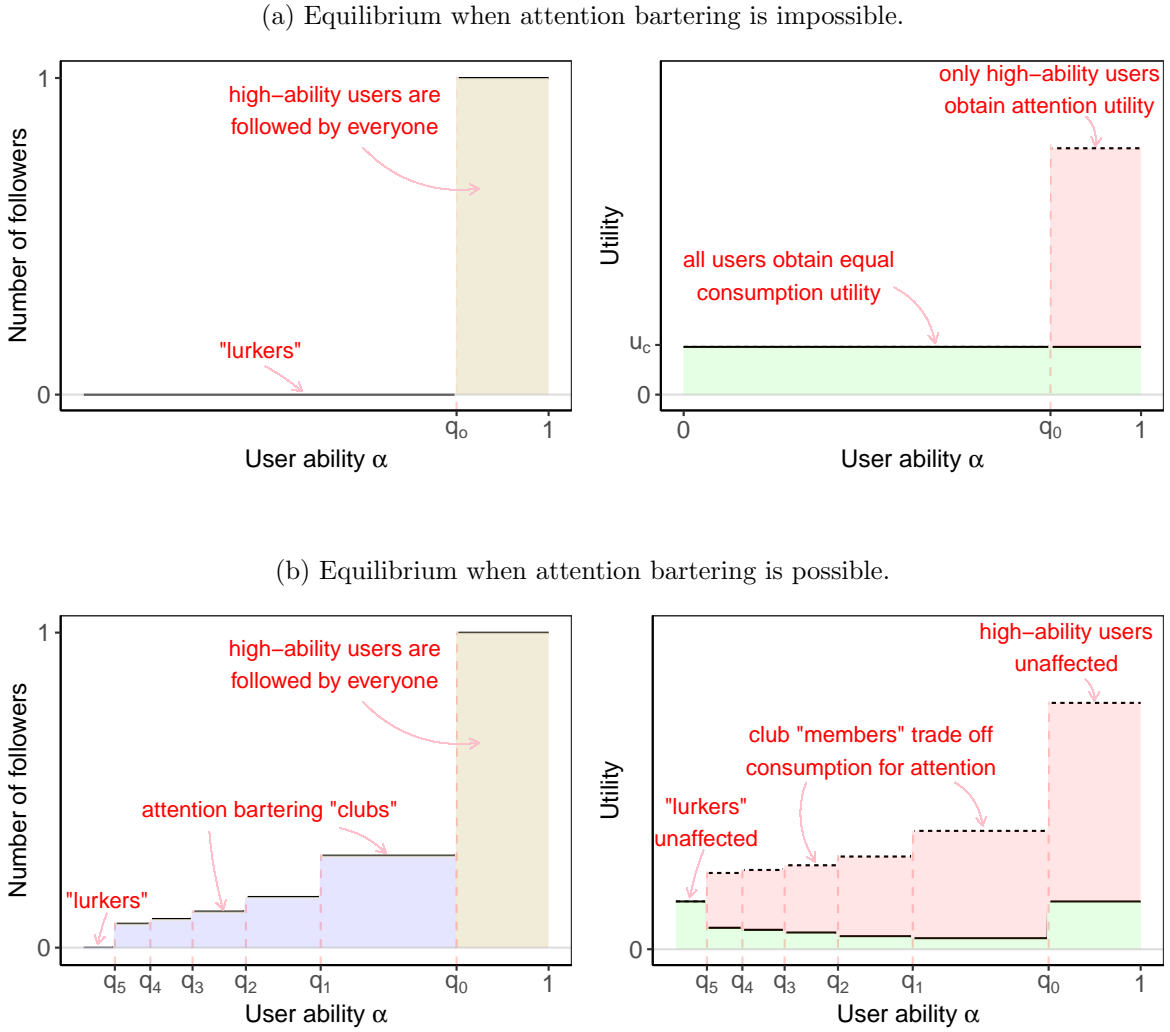 (a) Equilibrium when attention bartering is impossible.
Number of followers
1
0
high−ability users are
followed by everyone
"lurkers"
qo
1
User ability α
Utility
uc
0
only high−ability users
obtain attention utility
all users obtain equal
consumption utility
0
q0
1
User ability α
(b) Equilibrium when attention bartering is possible.
Number of followers
1
0
high−ability users are
followed by everyone
attention bartering "clubs"
"lurkers"
q5
q4
q3
q2
q1
q0
1
User ability α
Utility
0
high−ability users
unaffected
club "members" trade off
consumption for attention
"lurkers"
unaffected
q5
q4
q3
q2
q1
q0
1
User ability α